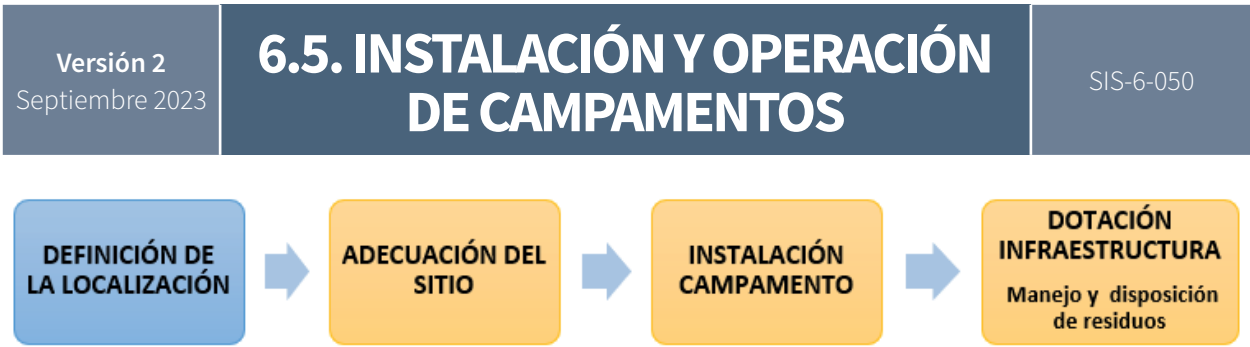 Versión 2
Septiembre 2023
6.5. INSTALACIÓN Y OPERACIÓN
DE CAMPAMENTOS
SIS-6-050
DEFINICIÓN DE
LA LOCALIZACIÓN
ADECUACIÓN DEL
SITIO
INSTALACIÓN
CAMPAMENTO
DOTACIÓN
INFRAESTRUCTURA
Manejo y disposición
de residuos